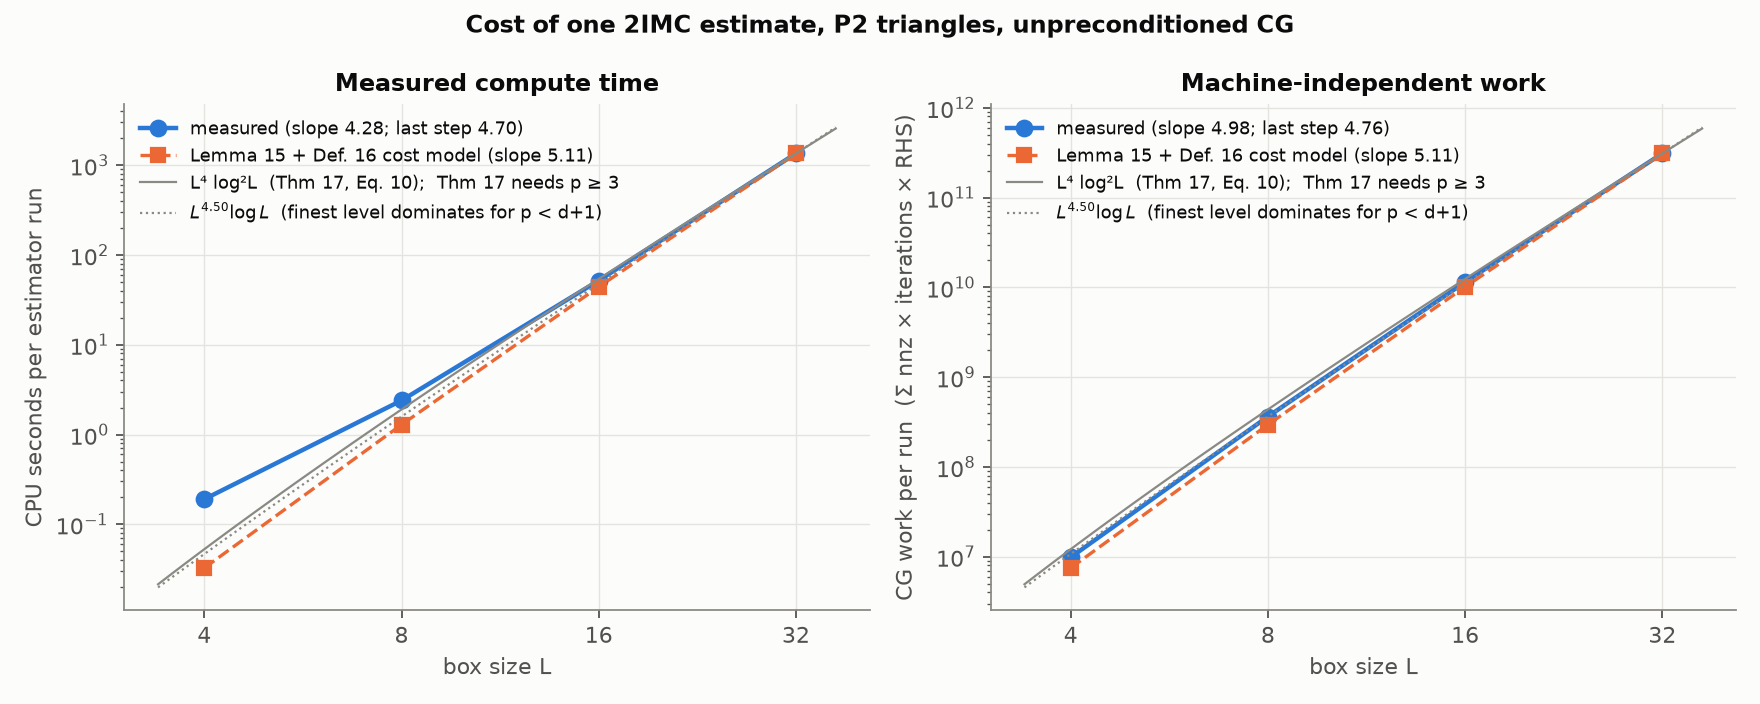 Cost of one 2IMC estimate, P2 triangles, unpreconditioned CG
Measured compute time
CPU seconds per estimator run
10³
10²
10¹
10⁰
10⁻¹
measured (slope 4.28; last step 4.70)
Lemma 15 + Def. 16 cost model (slope 5.11)
L⁴ log²L (Thm 17, Eq. 10); Thm 17 needs p ≥ 3
L⁴·⁵⁰log L (finest level dominates for p < d+1)
4 8 16 32
box size L
Machine-independent work
CG work per run (Σ nnz × iterations × RHS)
10¹²
10¹¹
10¹⁰
10⁹
10⁸
10⁷
measured (slope 4.98; last step 4.76)
Lemma 15 + Def. 16 cost model (slope 5.11)
L⁴ log²L (Thm 17, Eq. 10); Thm 17 needs p ≥ 3
L⁴·⁵⁰log L (finest level dominates for p < d+1)
4 8 16 32
box size L